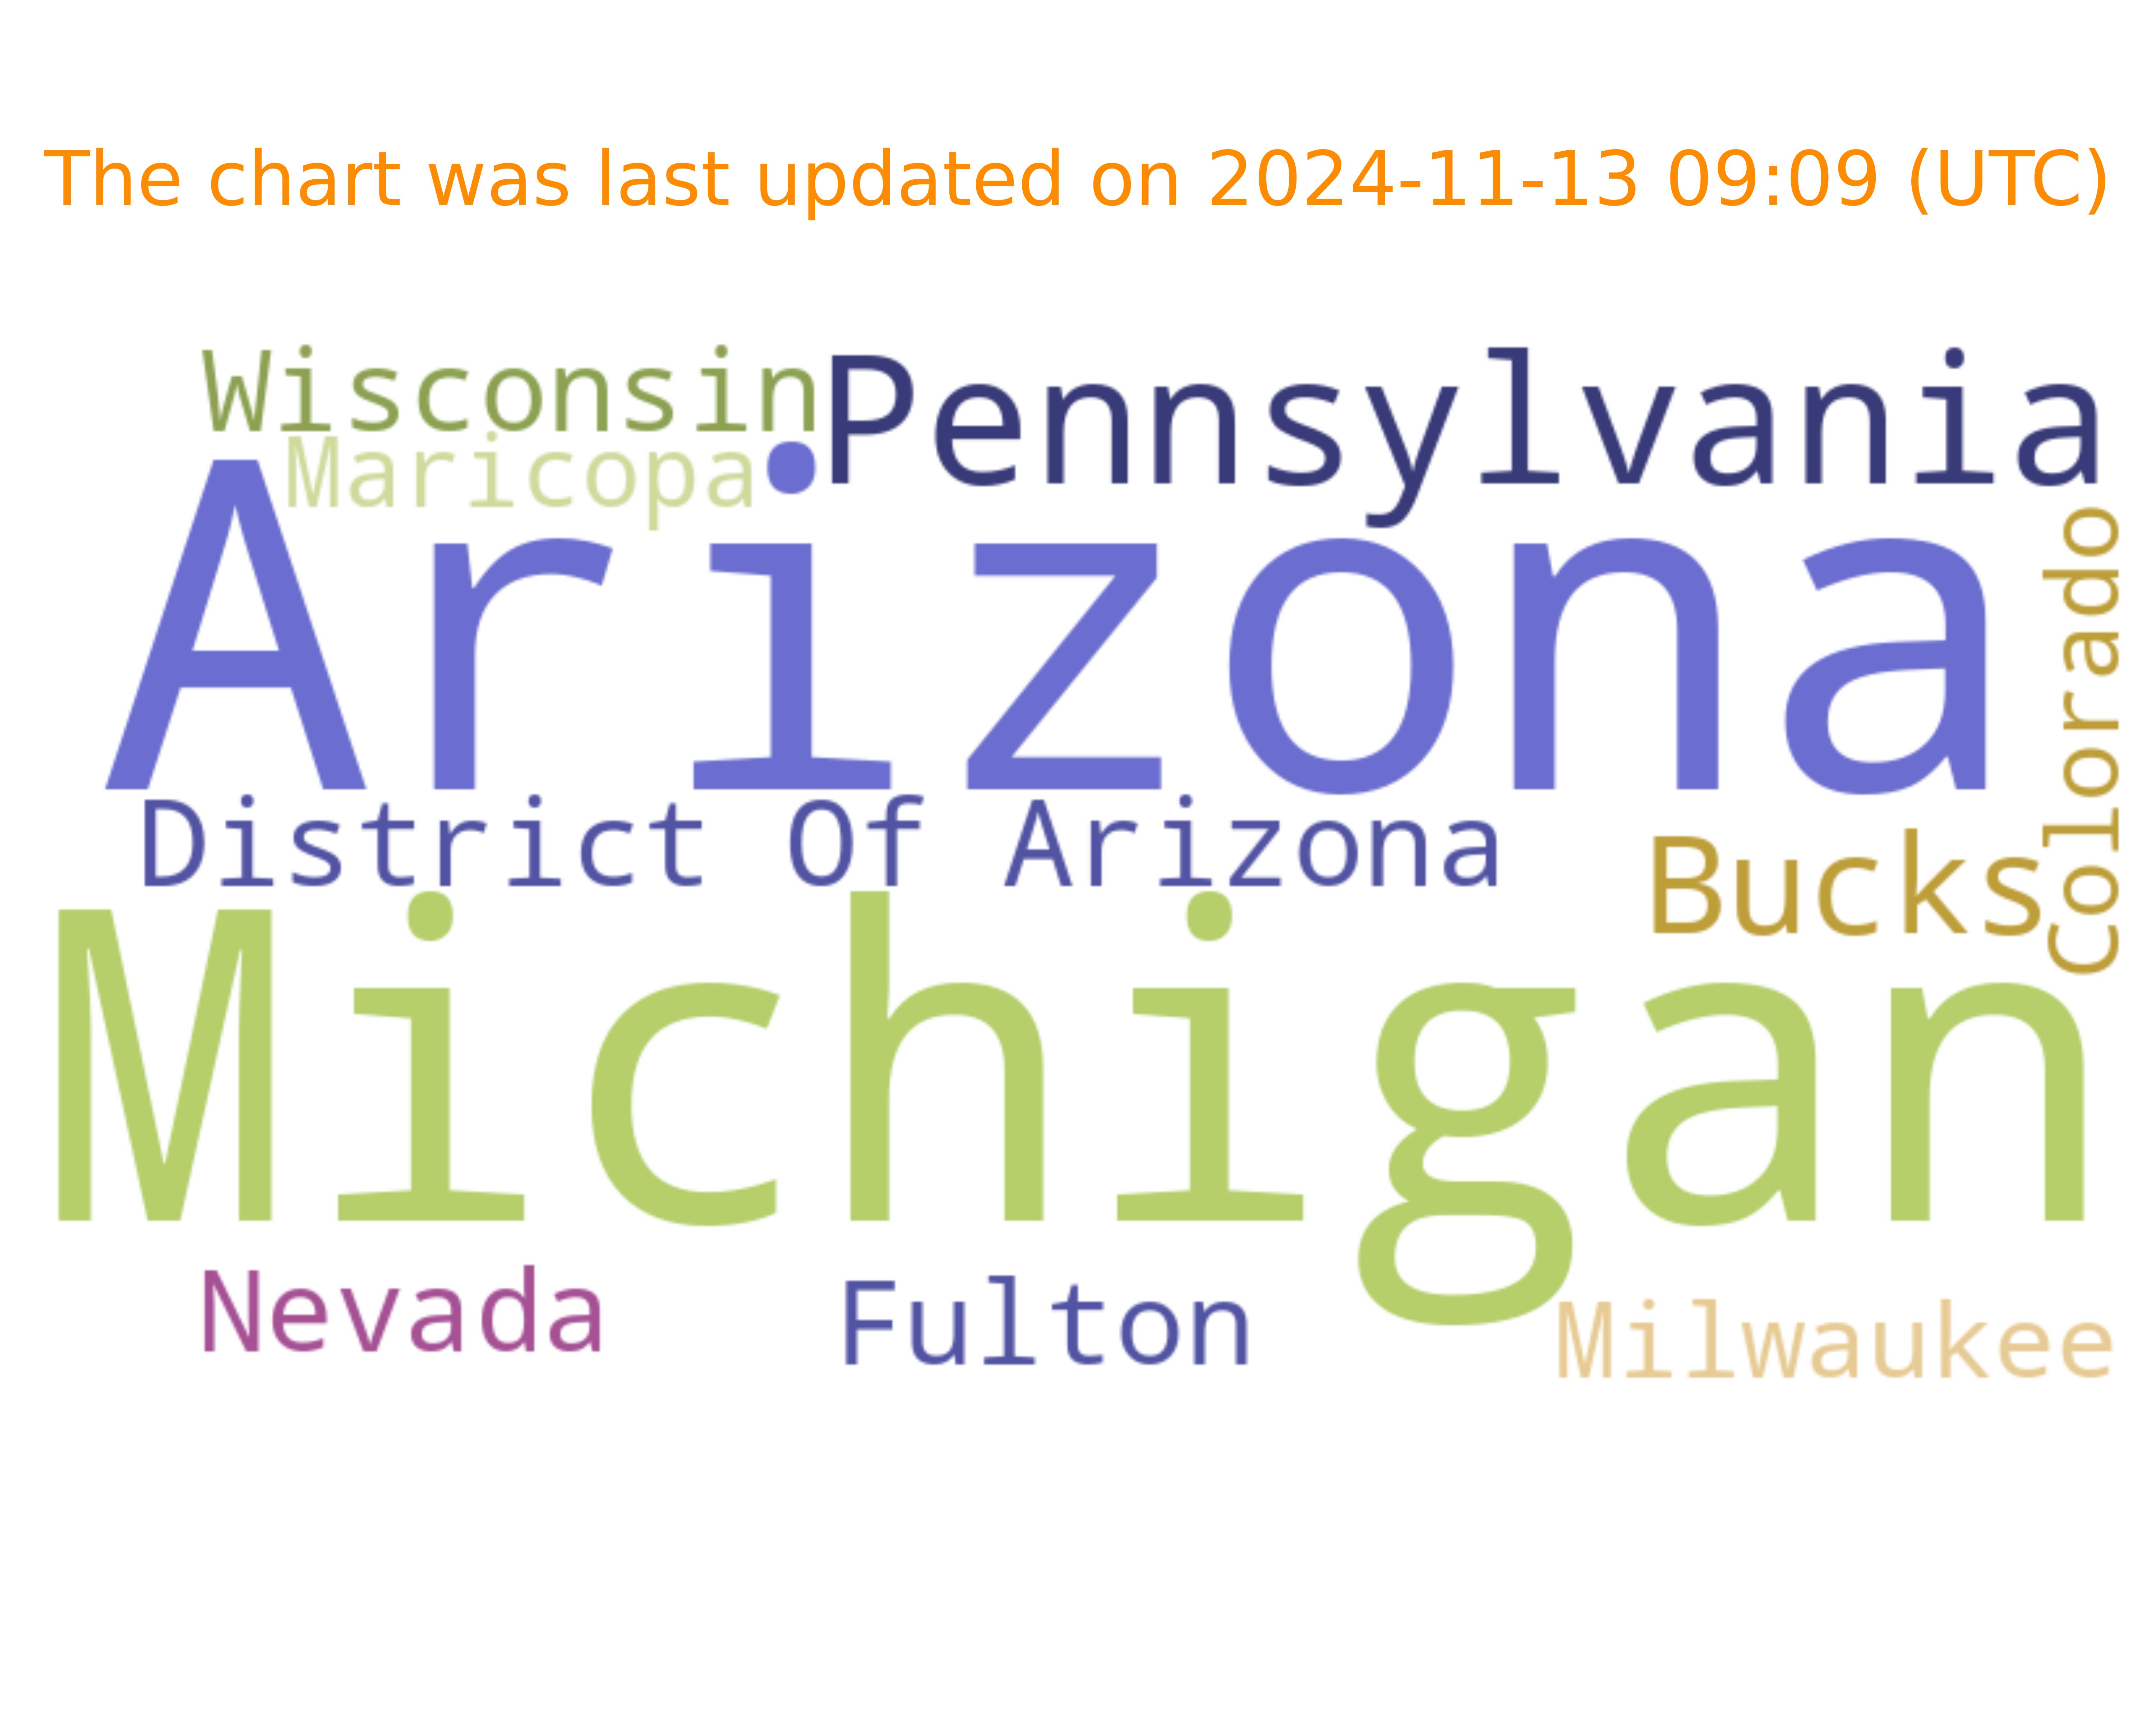 The chart was last updated on 2024-11-13 09:09 (UTC)
Wisconsin
Pennsylvania
Maricopa
Arizona
Colorado
District Of Arizona
Bucks
Michigan
Nevada
Fulton
Milwaukee